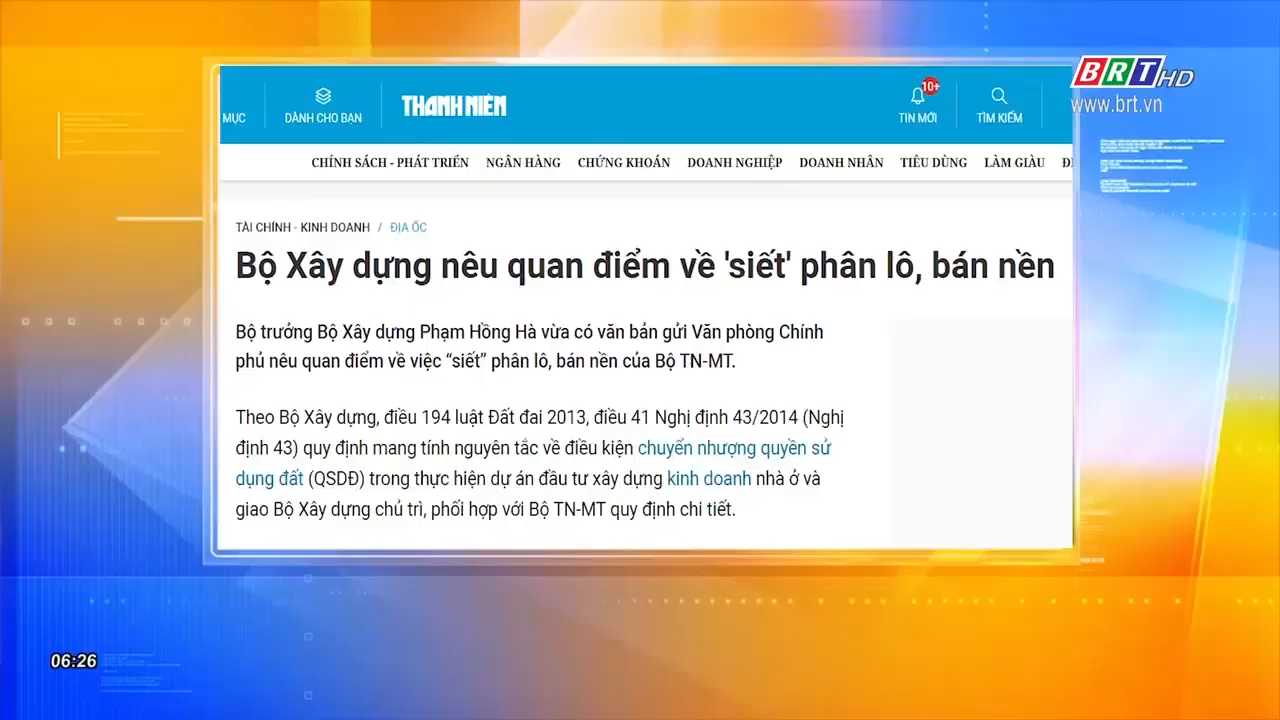 BRT HD
www.brt.vn
10+
MỤC
DÀNH CHO BẠN
THANH NIÊN
TIN MỚI
TÌM KIẾM
CHÍNH SÁCH - PHÁT TRIỂN NGÂN HÀNG CHỨNG KHOÁN DOANH NGHIỆP DOANH NHÂN TIÊU DÙNG LÀM GIÀU
TÀI CHÍNH - KINH DOANH / ĐỊA ỐC
Bộ Xây dựng nêu quan điểm về 'siết' phân lô, bán nền
Bộ trưởng Bộ Xây dựng Phạm Hồng Hà vừa có văn bản gửi Văn phòng Chính
phủ nêu quan điểm về việc “siết” phân lô, bán nền của Bộ TN-MT.
Theo Bộ Xây dựng, điều 194 luật Đất đai 2013, điều 41 Nghị định 43/2014 (Nghị
định 43) quy định mang tính nguyên tắc về điều kiện chuyển nhượng quyền sử
dụng đất (QSDĐ) trong thực hiện dự án đầu tư xây dựng kinh doanh nhà ở và
giao Bộ Xây dựng chủ trì, phối hợp với Bộ TN-MT quy định chi tiết.
06:26